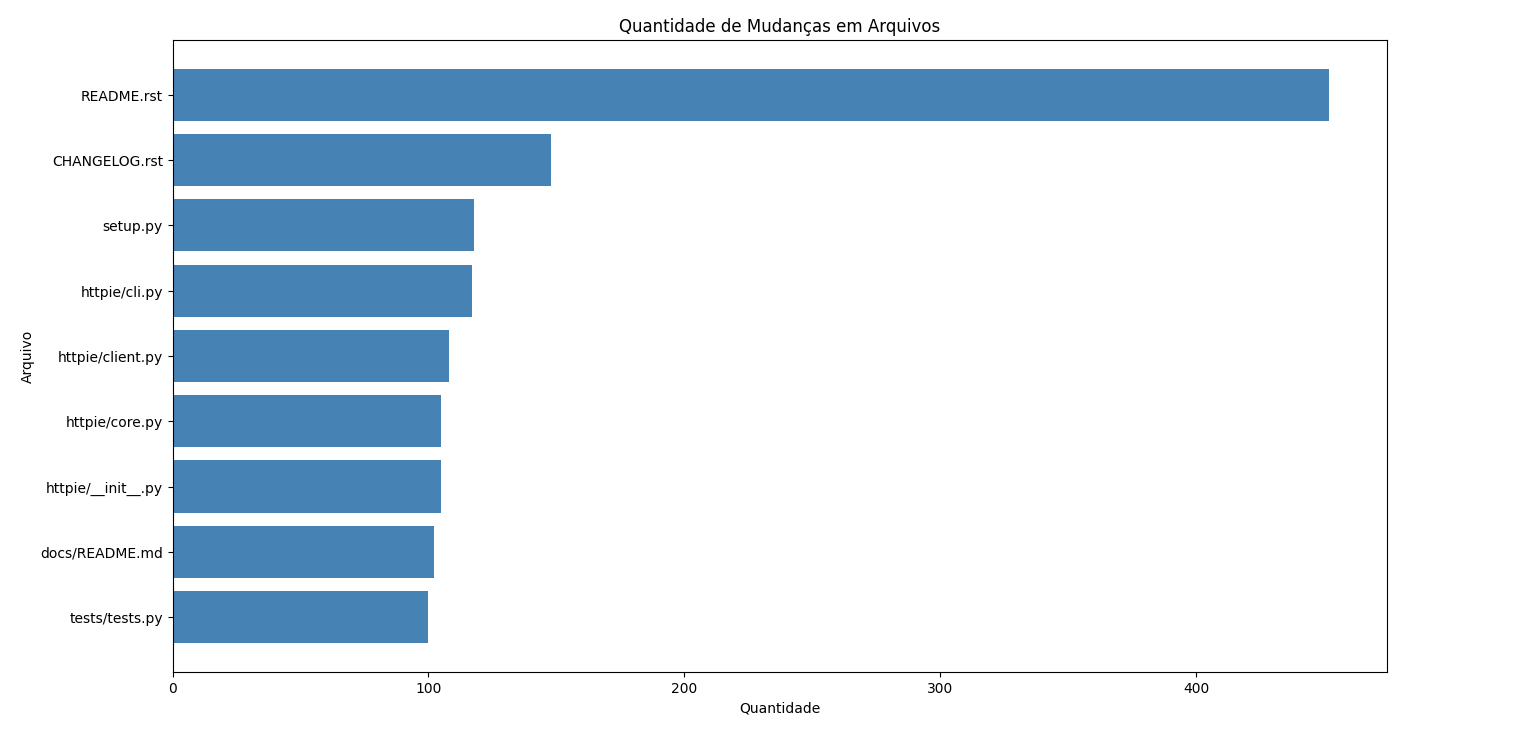 Quantidade de Mudanças em Arquivos
README.rst
CHANGELOG.rst
setup.py
httpie/cli.py
httpie/client.py
httpie/core.py
httpie/__init__.py
docs/README.md
tests/tests.py
Arquivo
0 100 200 300 400
Quantidade